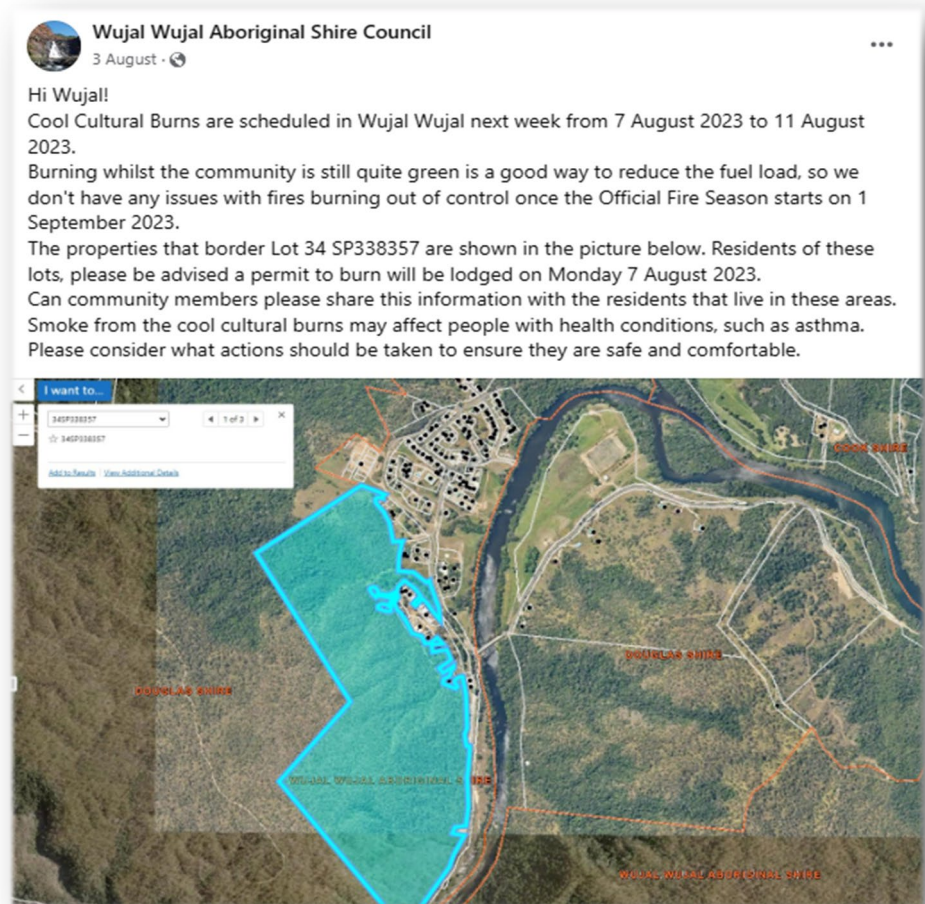 Wujal Wujal Aboriginal Shire Council
3 August ·
Hi Wujal!
Cool Cultural Burns are scheduled in Wujal Wujal next week from 7 August 2023 to 11 August
2023.
Burning whilst the community is still quite green is a good way to reduce the fuel load, so we
don't have any issues with fires burning out of control once the Official Fire Season starts on 1
September 2023.
The properties that border Lot 34 SP338357 are shown in the picture below. Residents of these
lots, please be advised a permit to burn will be lodged on Monday 7 August 2023.
Can community members please share this information with the residents that live in these areas.
Smoke from the cool cultural burns may affect people with health conditions, such as asthma.
Please consider what actions should be taken to ensure they are safe and comfortable.
I want to...
34SP338357
1 of 3
34SP338357
Add to Results
View Additional Details
COOK SHIRE
DOUGLAS SHIRE
DOUGLAS SHIRE
WUJAL WUJAL ABORIGINAL SHIRE
WUJAL WUJAL ABORIGINAL SHIRE